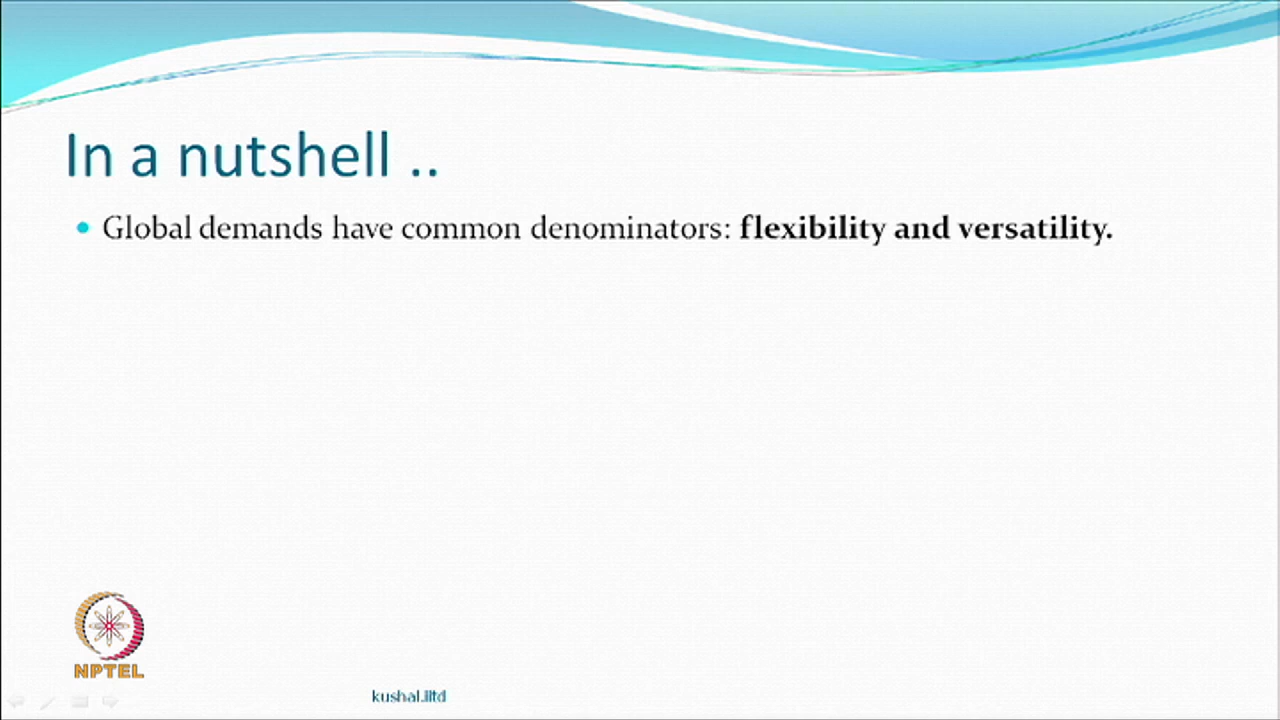 In a nutshell ..
Global demands have common denominators: flexibility and versatility.
NPTEL
kushal.iitd